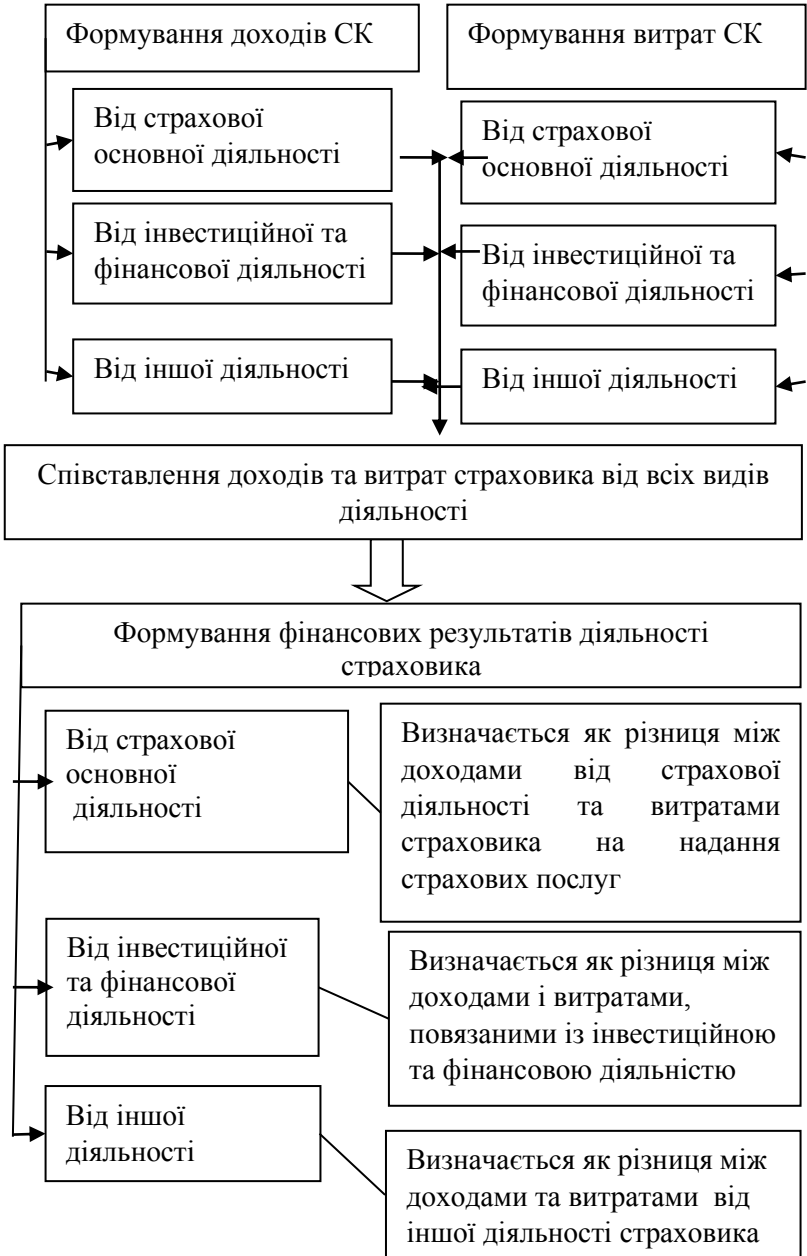 Формування доходів СК
Формування витрат СК
Від страхової
основної діяльності
Від страхової
основної діяльності
Від інвестиційної та
фінансової діяльності
Від інвестиційної та
фінансової діяльності
Від іншої діяльності
Від іншої діяльності
Співставлення доходів та витрат страховика від всіх видів
діяльності
Формування фінансових результатів діяльності
страховика
Від страхової
основної
діяльності
Визначається як різниця між
доходами від страхової
діяльності та витратами
страховика на надання
страхових послуг
Від інвестиційної
та фінансової
діяльності
Визначається як різниця між
доходами і витратами,
повязаними із інвестиційною
та фінансовою діяльністю
Від іншої
діяльності
Визначається як різниця між
доходами та витратами від
іншої діяльності страховика